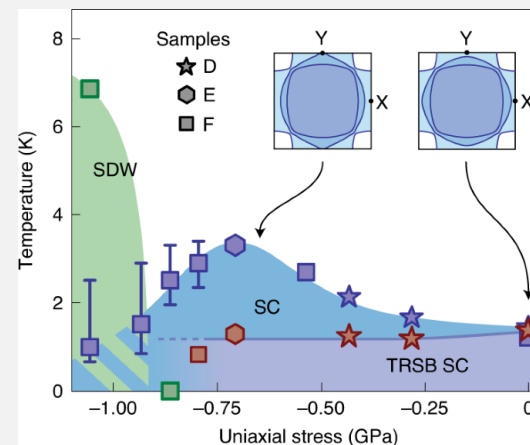 Samples
D
E
F
Y
Y
X
X
8
6
4
2
0
Temperature (K)
SDW
SC
TRSB SC
−1.00
−0.75
−0.50
−0.25
0
Uniaxial stress (GPa)